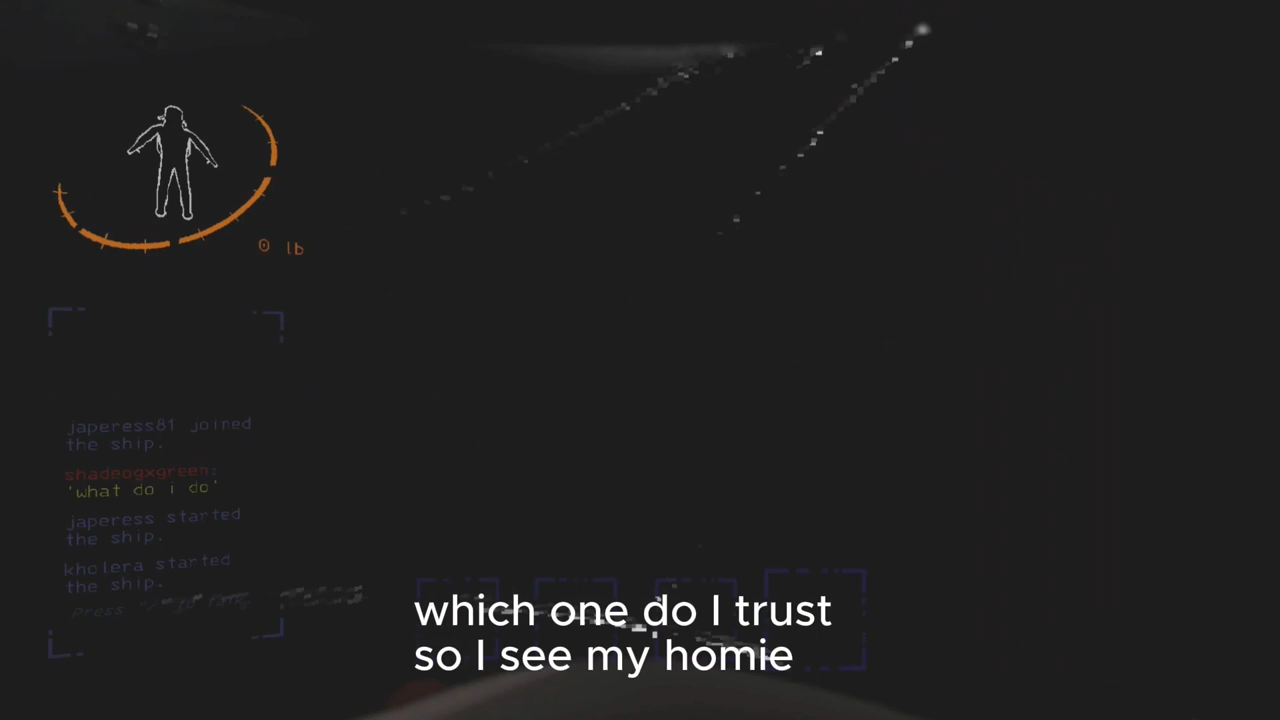 0 lb
japeress81 joined
the ship.
shadeogxgreen:
'what do i do'
japeress started
the ship.
kholera started
the ship.
Press
which one do I trust
so I see my homie